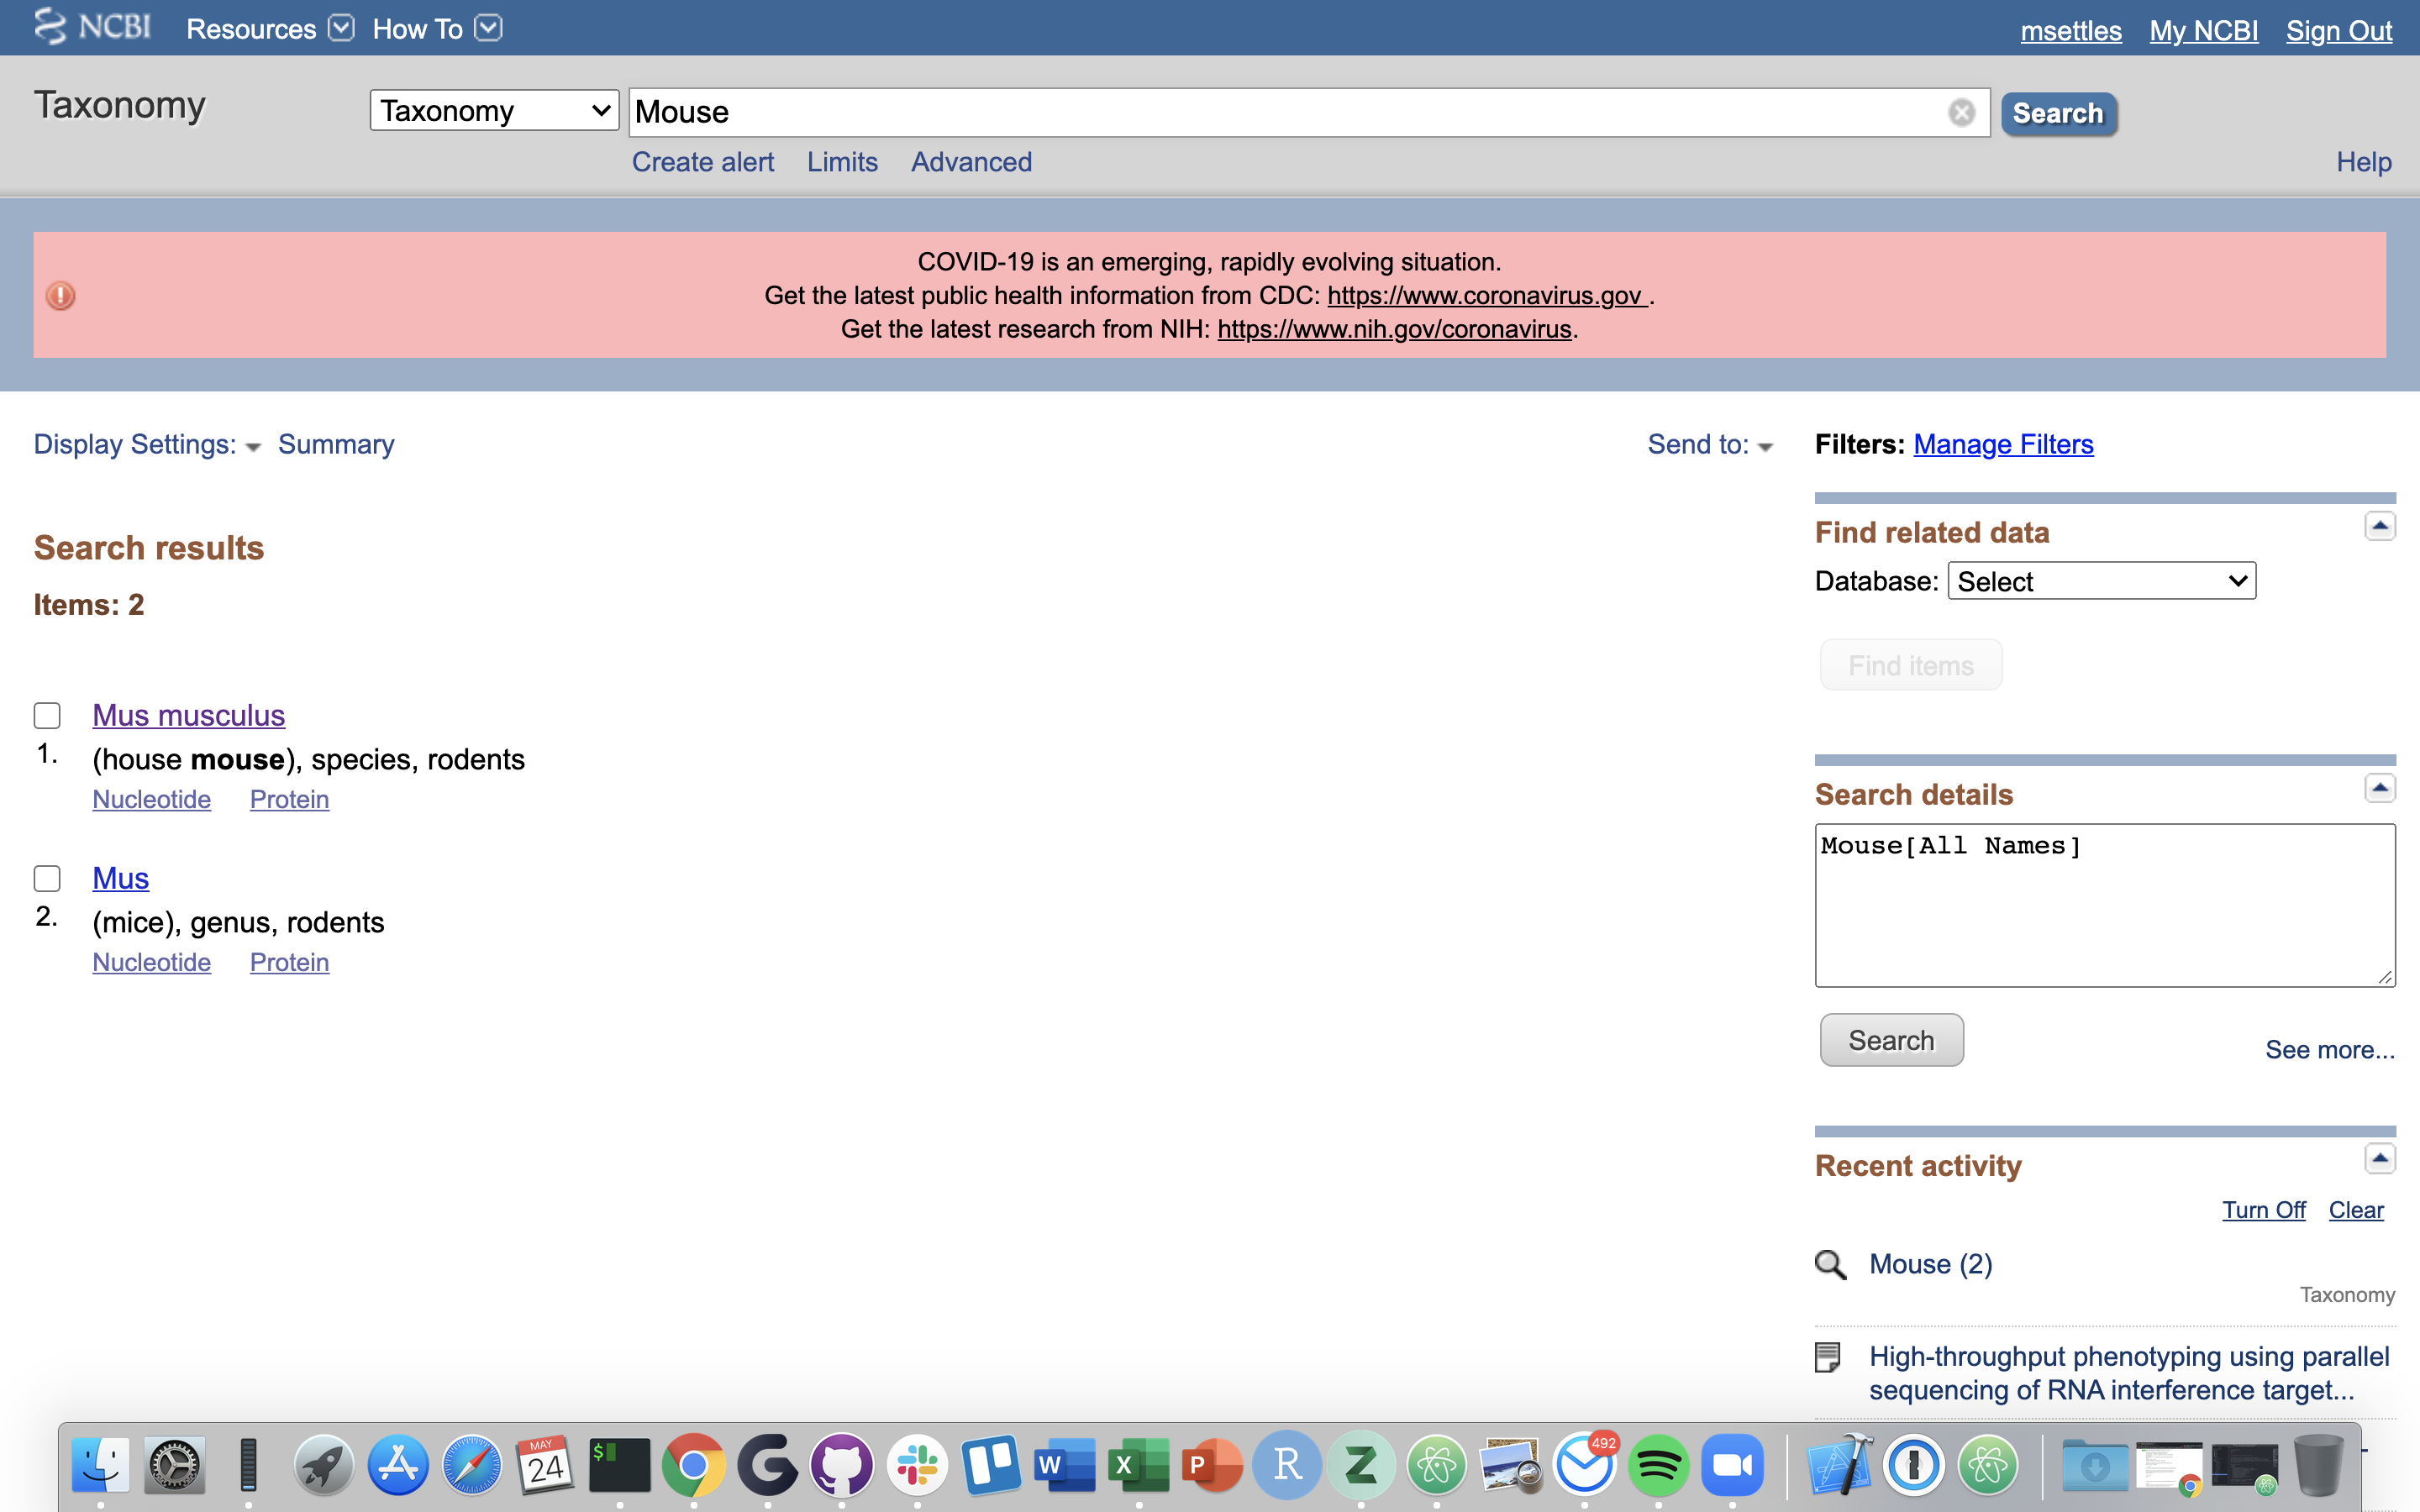 NCBI Resources How To msettles My NCBI Sign Out
Taxonomy Taxonomy Mouse Search
Create alert Limits Advanced Help
COVID-19 is an emerging, rapidly evolving situation.
Get the latest public health information from CDC: https://www.coronavirus.gov .
Get the latest research from NIH: https://www.nih.gov/coronavirus.
Display Settings: Summary Send to:
Search results
Items: 2
Mus musculus
1. (house mouse), species, rodents
Nucleotide Protein
Mus
2. (mice), genus, rodents
Nucleotide Protein
Filters: Manage Filters
Find related data
Database: Select
Find items
Search details
Mouse[All Names]
Search See more...
Recent activity
Turn Off Clear
Mouse (2)
Taxonomy
High-throughput phenotyping using parallel
sequencing of RNA interference target...
MAY
24
$
W
X
P
R
Z
492